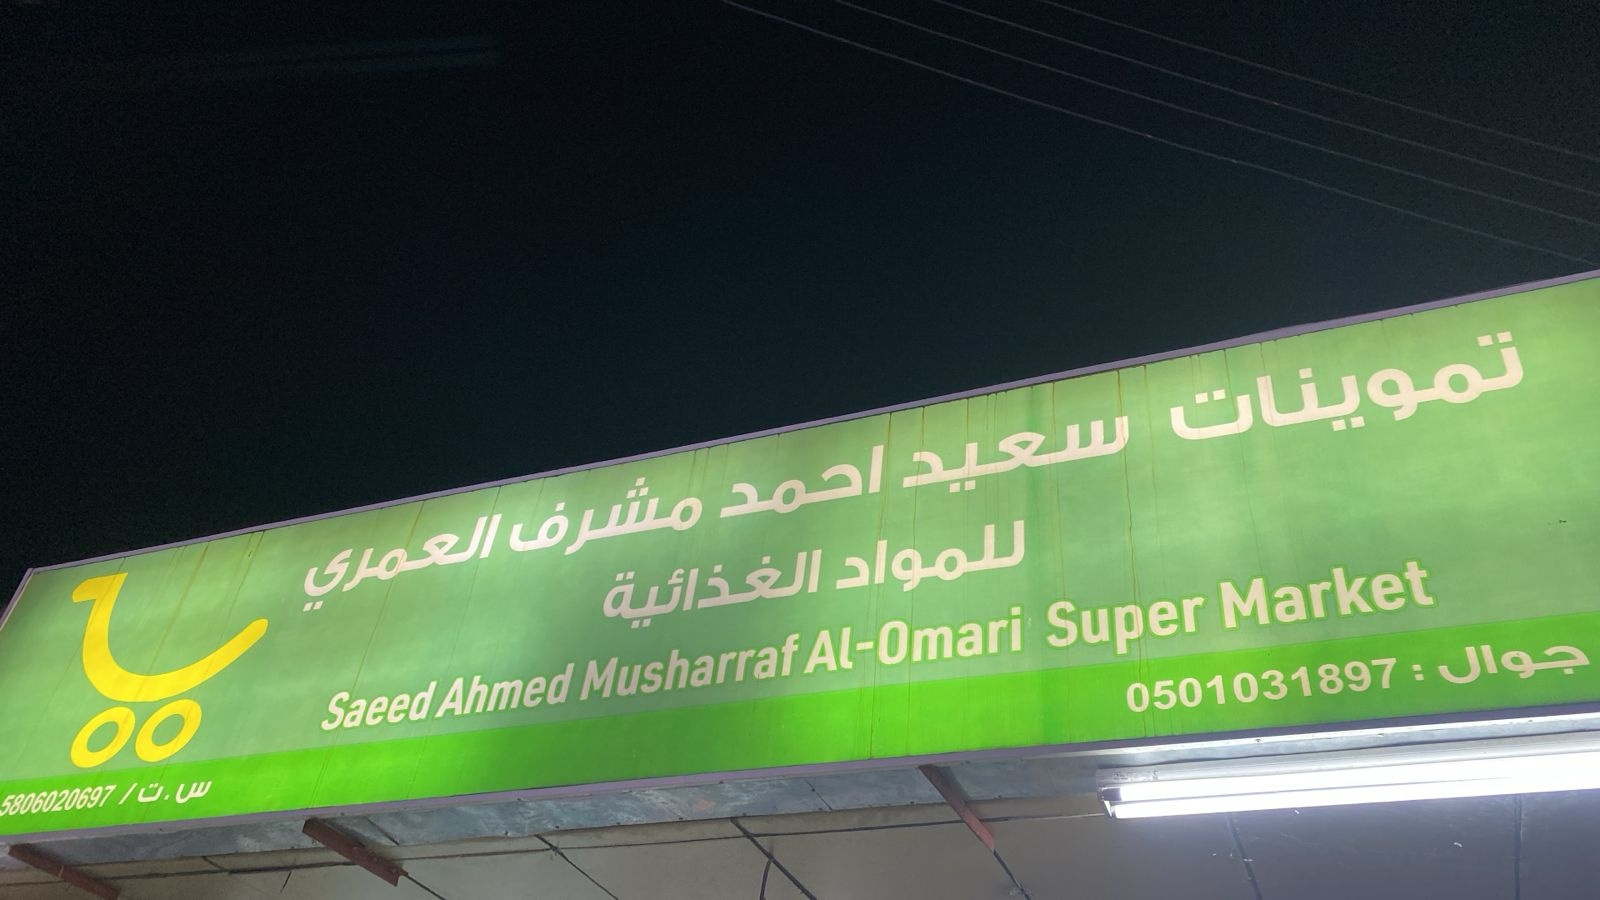 تموينات سعيد احمد مشرف العمري
للمواد الغذائية
Saeed Ahmed Musharraf Al-Omari Super Market
جوال : 0501031897
س.ت / 5806020697